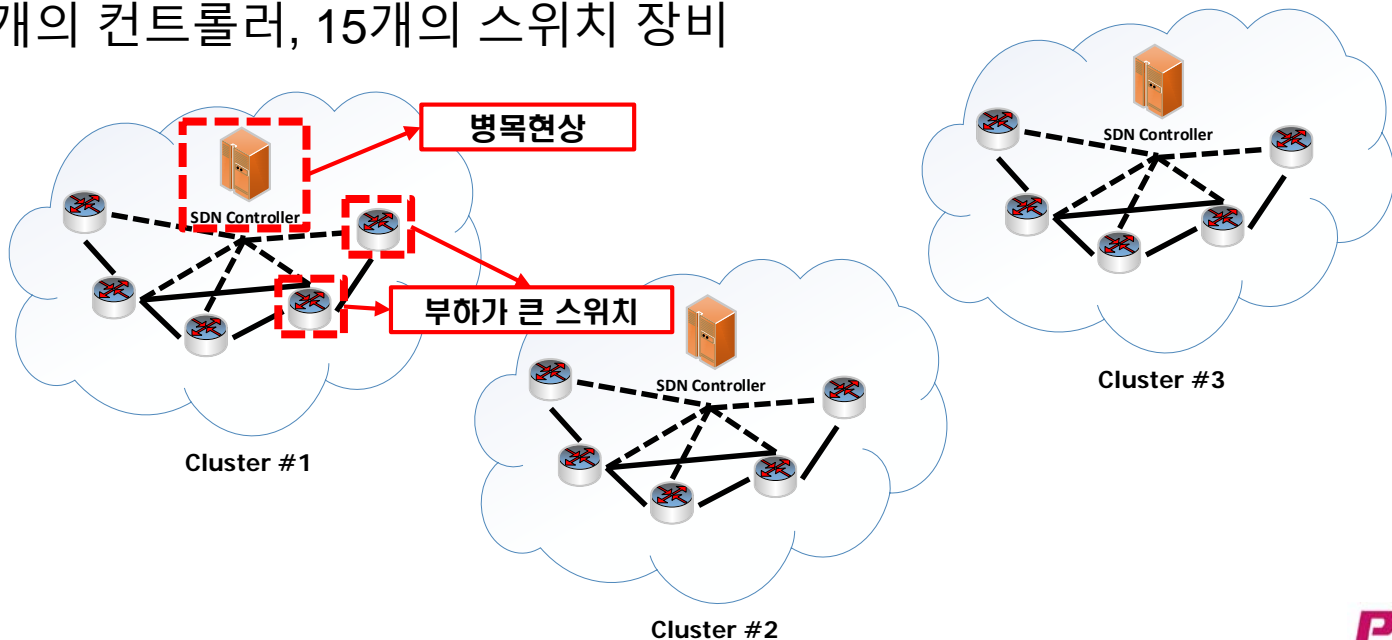 개의 컨트롤러, 15개의 스위치 장비
병목현상
SDN Controller
부하가 큰 스위치
Cluster #1
SDN Controller
Cluster #2
SDN Controller
Cluster #3